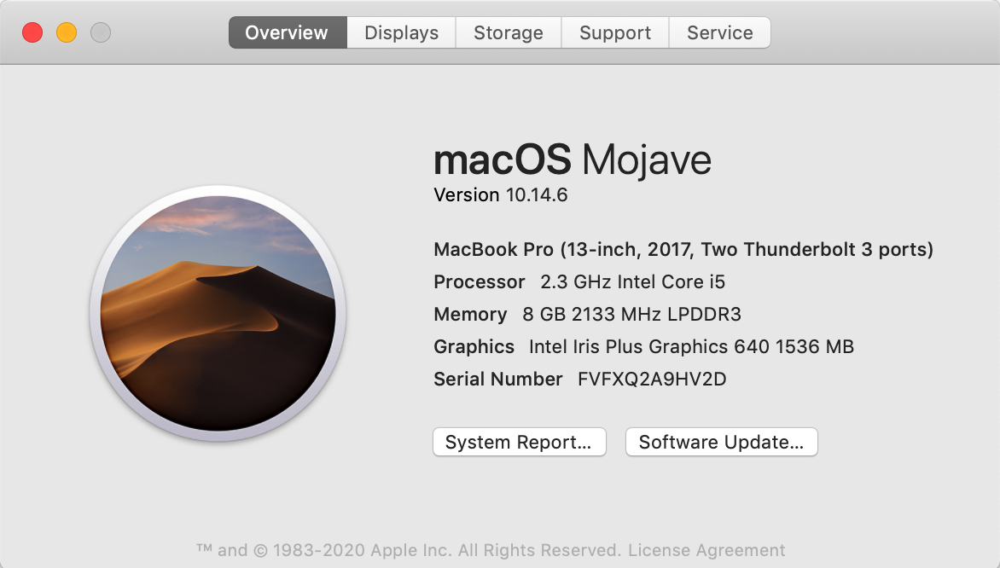 Overview Displays Storage Support Service
macOS Mojave
Version 10.14.6
MacBook Pro (13-inch, 2017, Two Thunderbolt 3 ports)
Processor 2.3 GHz Intel Core i5
Memory 8 GB 2133 MHz LPDDR3
Graphics Intel Iris Plus Graphics 640 1536 MB
Serial Number FVFXQ2A9HV2D
System Report... Software Update...
™ and © 1983-2020 Apple Inc. All Rights Reserved. License Agreement